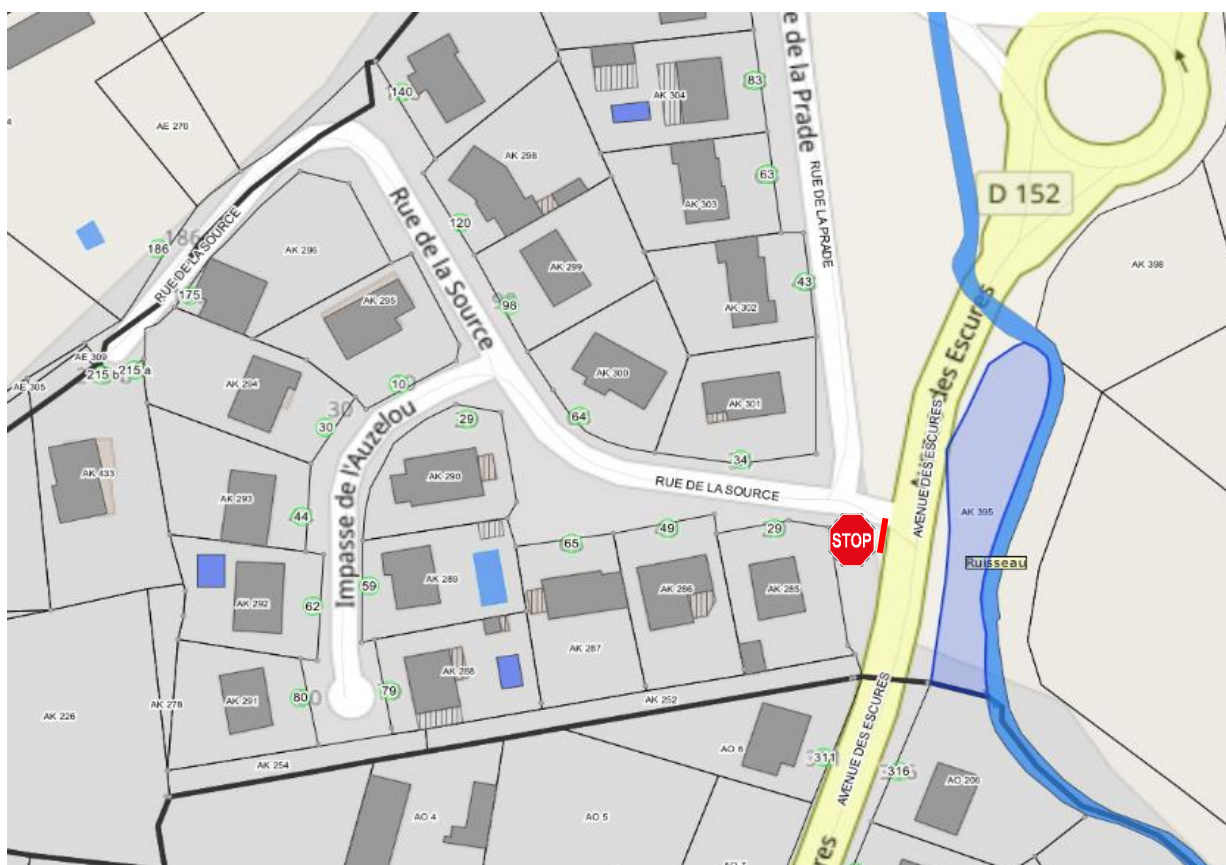 140
83
AK 304
e de la Prade
AE 270
AK 298
63
AK 303
RUE DE LA PRADE
D 152
Rue de la Source
120
186
RUE DE LA SOURCE
AK 296
AK 299
AK 398
175
AK 295
98
AK 302
43
AE 309
215 b
215 a
AE 305
AK 294
10
AK 300
AK 301
des Escures
AVENUE DES ESCURES
30
30
29
64
34
AK 433
AK 290
RUE DE LA SOURCE
AK 293
44
Impasse de l'Auzelou
49
29
STOP
AK 395
65
Ruisseau
59
AK 289
AK 286
AK 285
AK 292
62
AK 287
AK 288
AK 291
80
79
AK 252
AK 226
AK 278
AVENUE DES ESCURES
AO 6
311
316
AK 254
AO 208
AO 4
AO 5
res